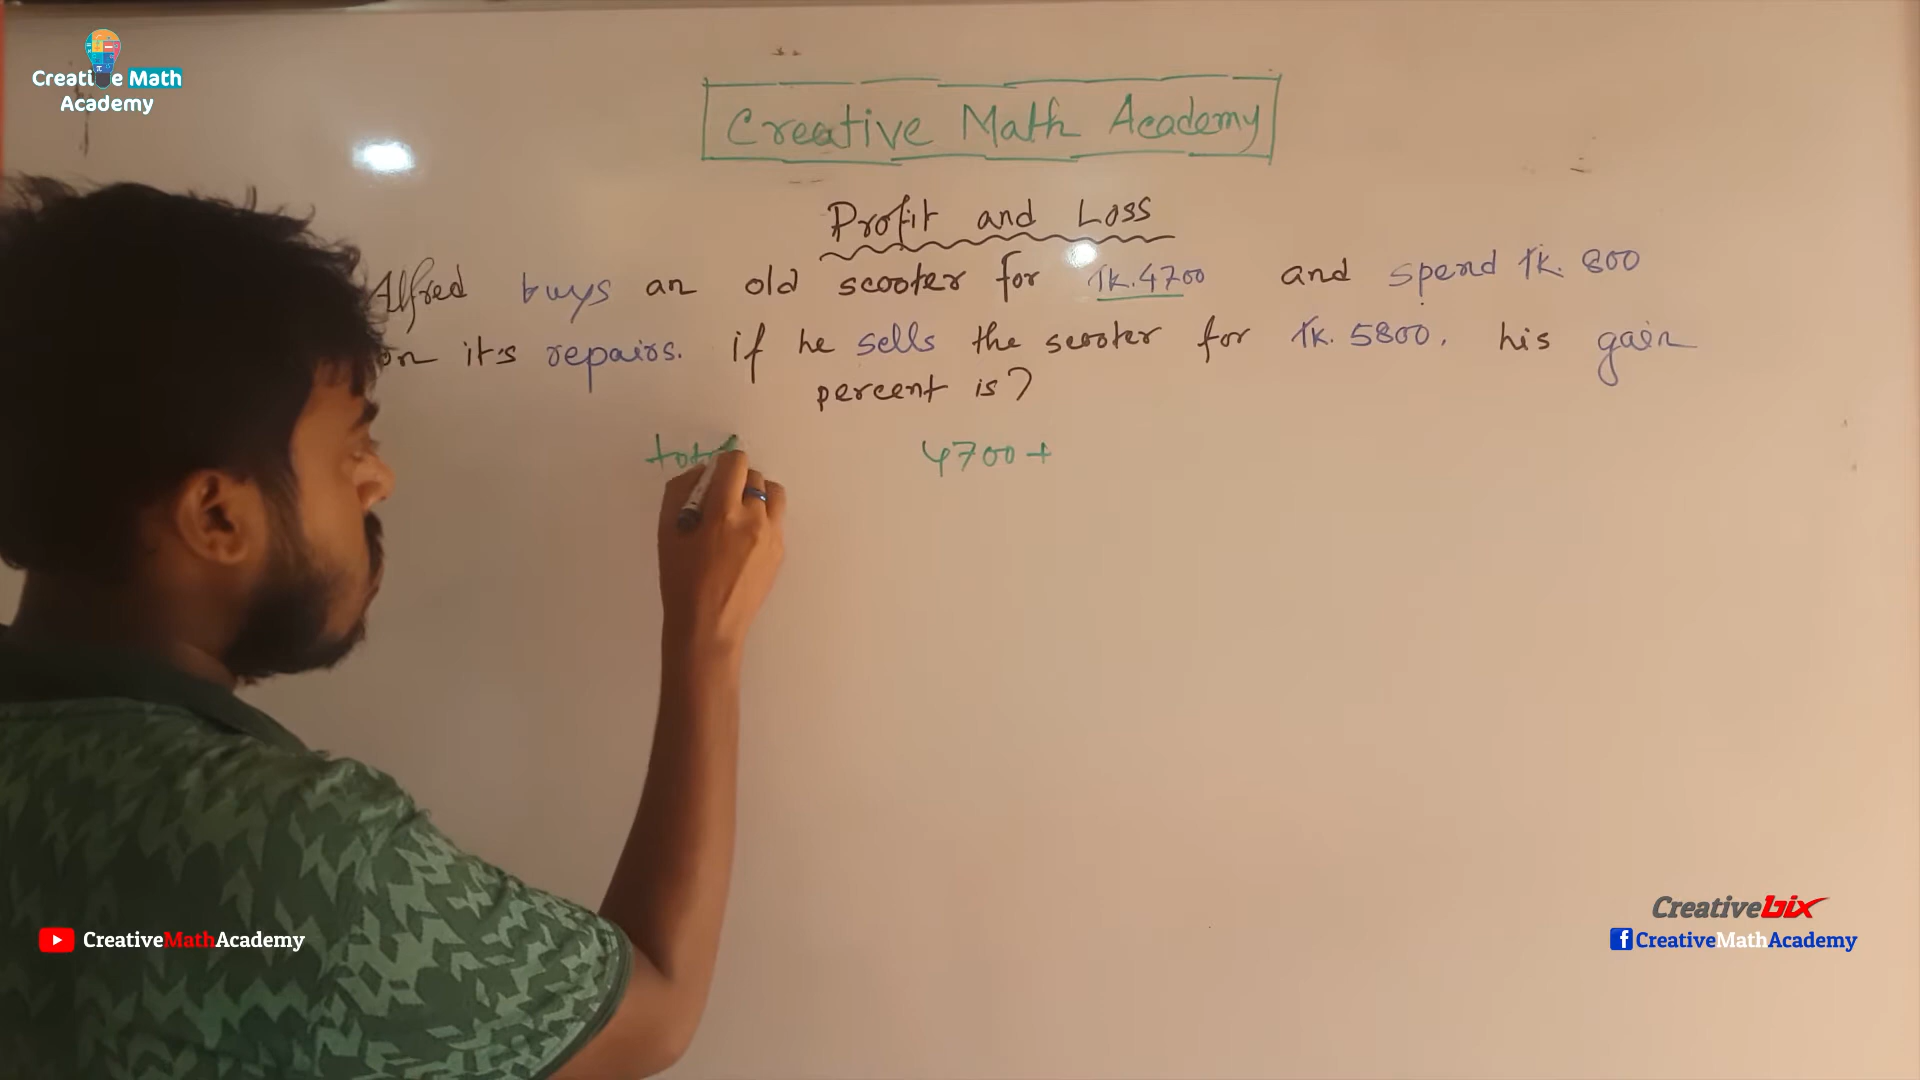 Creative Math
Academy
Creative Math Academy
Profit and Loss
Alfred buys an old scooter for Tk. 4700 and spend Tk. 800
on it's repairs. if he sells the scooter for Tk. 5800, his gain
percent is?
4700 +
CreativeMathAcademy
Creativebix
CreativeMathAcademy